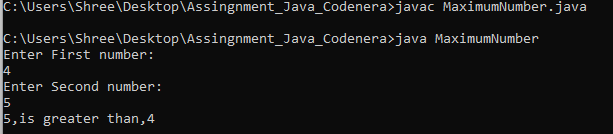 C:\Users\Shree\Desktop\Assingnment_Java_Codenera>javac MaximumNumber.java
C:\Users\Shree\Desktop\Assingnment_Java_Codenera>java MaximumNumber
Enter First number:
4
Enter Second number:
5
5,is greater than,4